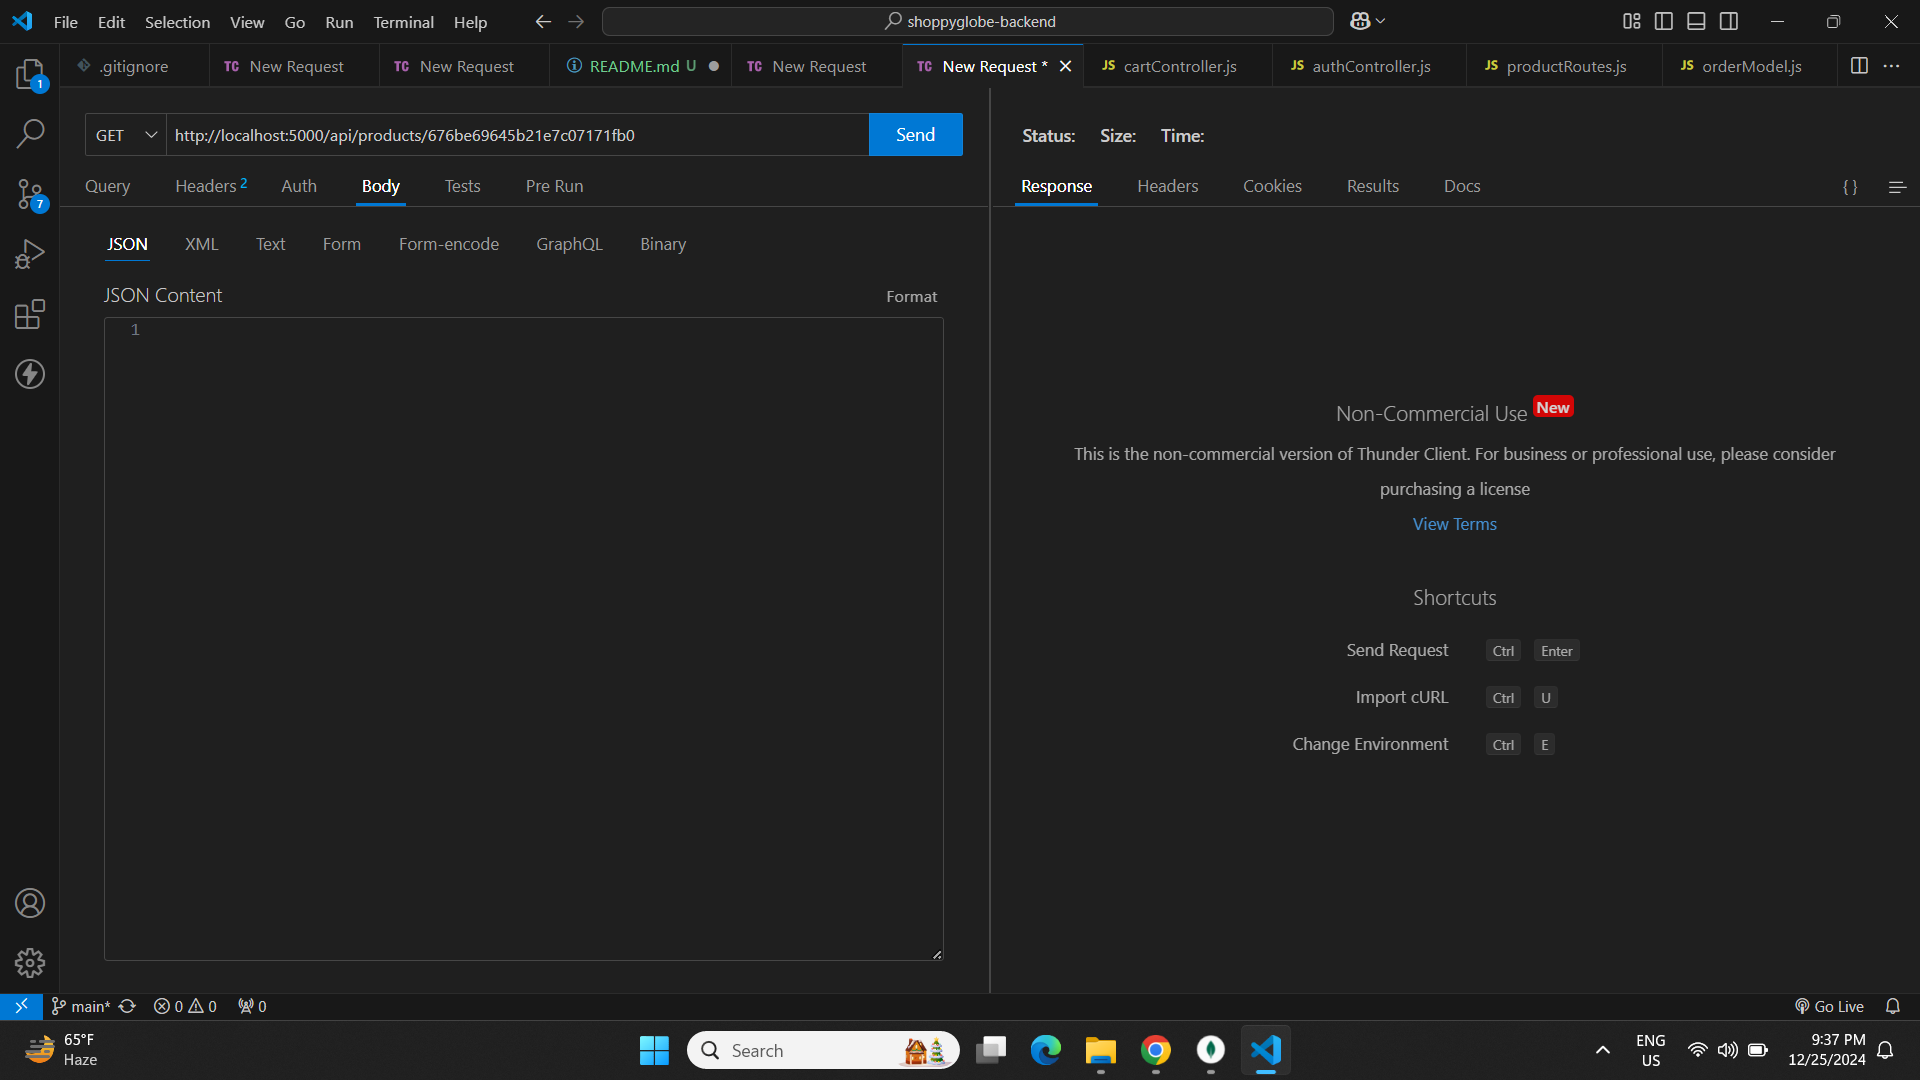 File Edit Selection View Go Run Terminal Help
shoppyglobe-backend
.gitignore TC New Request TC New Request README.md U TC New Request TC New Request * JS cartController.js JS authController.js JS productRoutes.js JS orderModel.js
1
7
GET http://localhost:5000/api/products/676be69645b21e7c07171fb0 Send
Query Headers 2 Auth Body Tests Pre Run
JSON XML Text Form Form-encode GraphQL Binary
JSON Content Format
1
Status: Size: Time:
Response Headers Cookies Results Docs { }
Non-Commercial Use New
This is the non-commercial version of Thunder Client. For business or professional use, please consider
purchasing a license
View Terms
Shortcuts
Send Request Ctrl Enter
Import cURL Ctrl U
Change Environment Ctrl E
main* 0 0 0 Go Live
65°F
Haze
Search
ENG
US
9:37 PM
12/25/2024